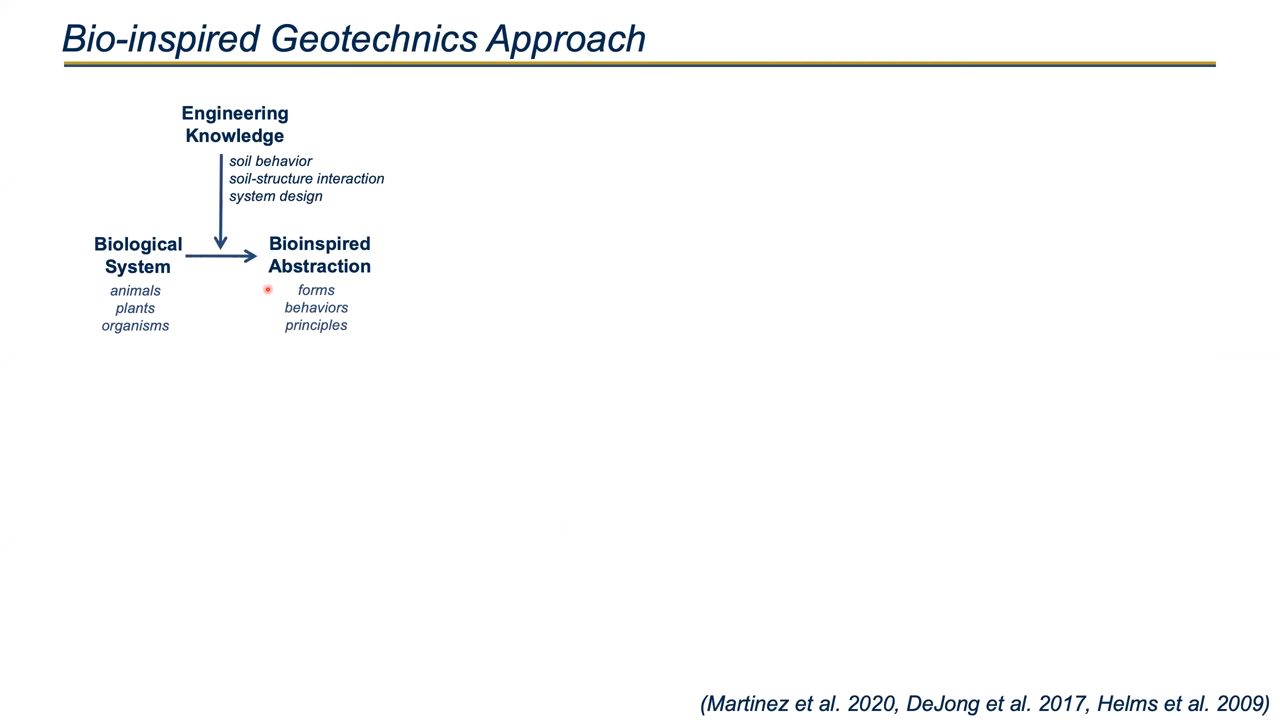 Bio-inspired Geotechnics Approach
Engineering
Knowledge
soil behavior
soil-structure interaction
system design
Biological
System
animals
plants
organisms
Bioinspired
Abstraction
forms
behaviors
principles
(Martinez et al. 2020, DeJong et al. 2017, Helms et al. 2009)